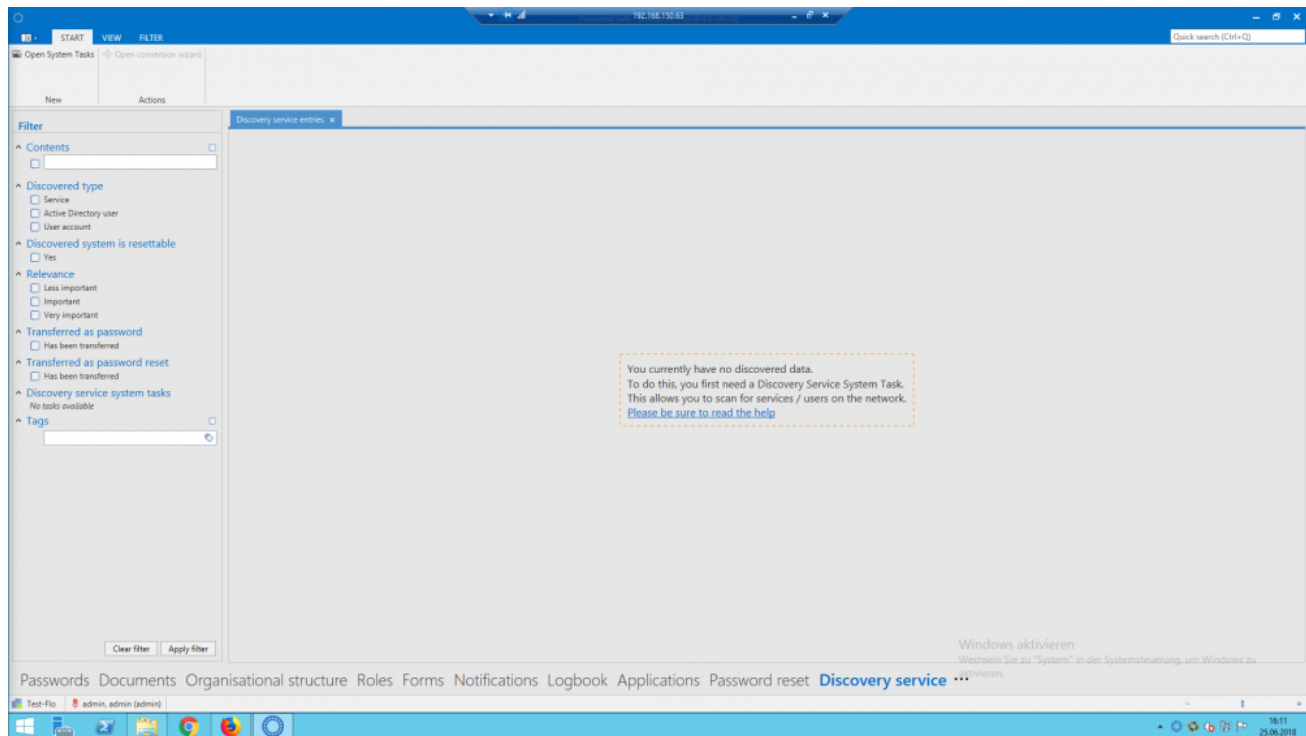 192.168.150.63
START VIEW FILTER
Quick search (Ctrl+Q)
Open System Tasks
Open conversion wizard
New
Actions
Filter
Discovery service entries
Contents
Discovered type
Service
Active Directory user
User account
Discovered system is resettable
Yes
Relevance
Less important
Important
Very important
Transferred as password
Has been transferred
Transferred as password reset
Has been transferred
Discovery service system tasks
No tasks available
Tags
You currently have no discovered data.
To do this, you first need a Discovery Service System Task.
This allows you to scan for services / users on the network.
Please be sure to read the help
Clear filter
Apply filter
Windows aktivieren
Wechseln Sie zu "System" in der Systemsteuerung, um Windows zu
aktivieren.
Passwords Documents Organisational structure Roles Forms Notifications Logbook Applications Password reset Discovery service ...
Test-Flo
admin, admin (admin)
16:11
25.06.2018